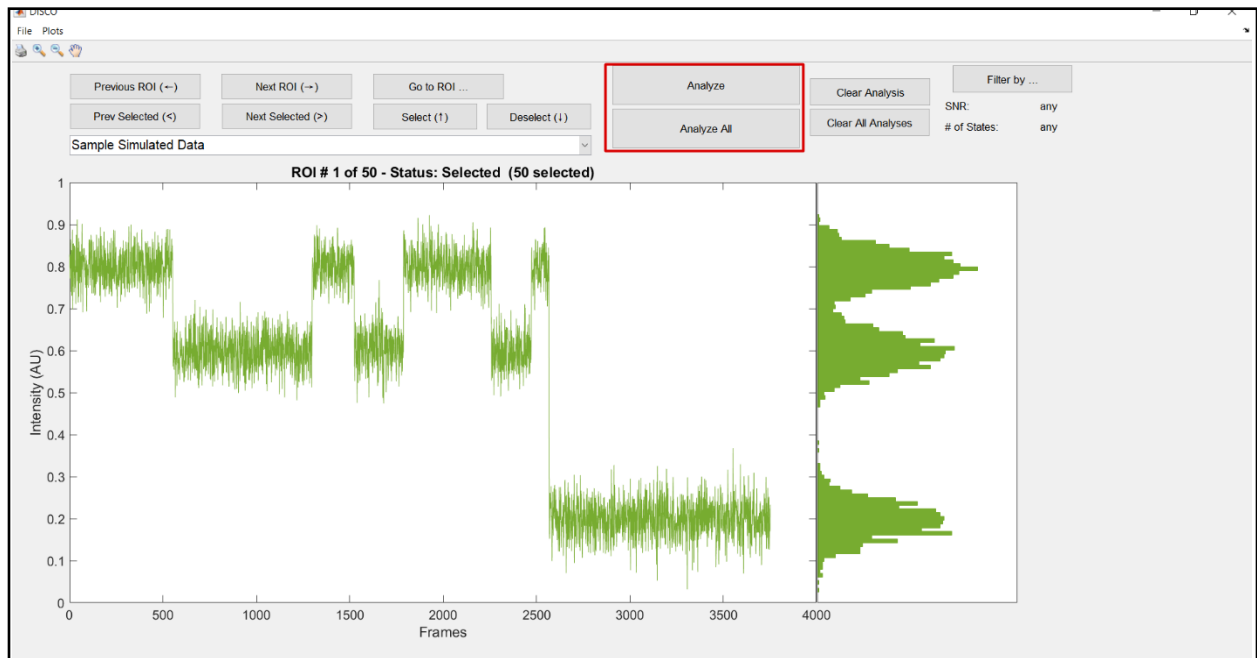 DISCO
File Plots
Previous ROI (←) Next ROI (→) Go to ROI ... Analyze Clear Analysis Filter by ...
Prev Selected (<) Next Selected (>) Select (↑) Deselect (↓) Analyze All Clear All Analyses
SNR: any
# of States: any
Sample Simulated Data
ROI # 1 of 50 - Status: Selected (50 selected)
1
0.9
0.8
0.7
0.6
0.5
0.4
0.3
0.2
0.1
0
Intensity (AU)
0 500 1000 1500 2000 2500 3000 3500 4000
Frames